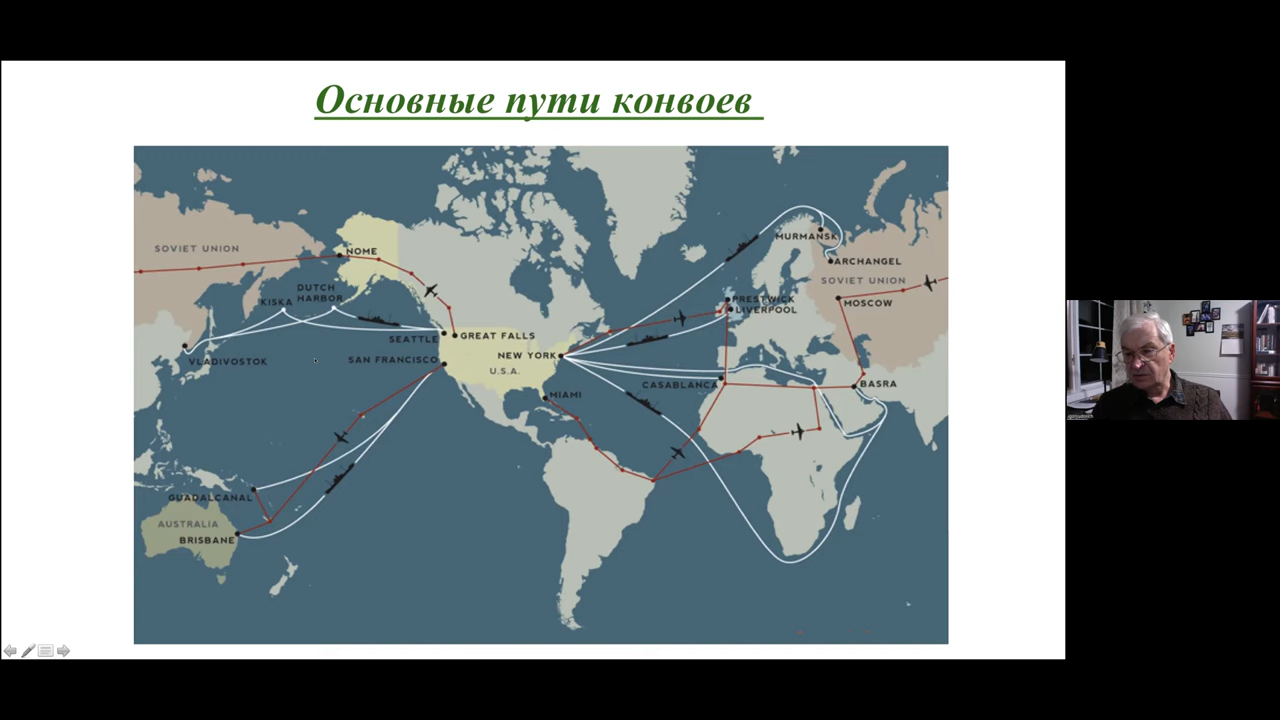 Основные пути конвоев
MURMANSK
SOVIET UNION
NOME
ARCHANGEL
SOVIET UNION
DUTCH
HARBOR
KISKA
PRESTWICK
LIVERPOOL
MOSCOW
SEATTLE
GREAT FALLS
VLADIVOSTOK
SAN FRANCISCO
NEW YORK
U.S.A.
CASABLANCA
BASRA
MIAMI
GUADALCANAL
AUSTRALIA
BRISBANE